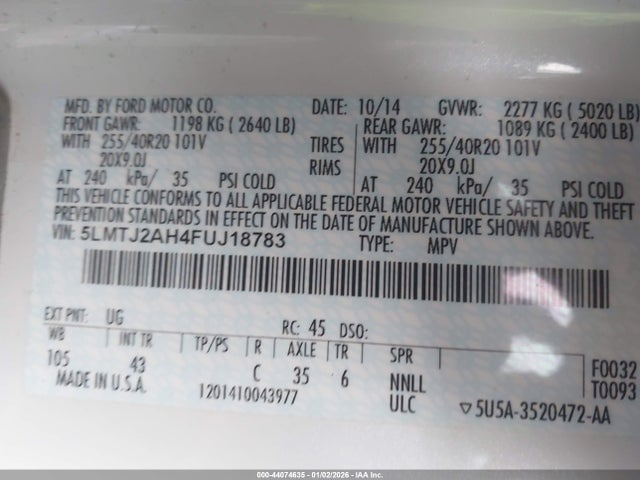 MFD. BY FORD MOTOR CO. DATE: 10/14 GVWR: 2277 KG ( 5020 LB)
FRONT GAWR: 1198 KG ( 2640 LB) REAR GAWR: 1089 KG ( 2400 LB)
WITH 255/40R20 101V TIRES WITH 255/40R20 101V
20X9.0J RIMS 20X9.0J
AT 240 kPa/ 35 PSI COLD AT 240 kPa/ 35 PSI COLD
THIS VEHICLE CONFORMS TO ALL APPLICABLE FEDERAL MOTOR VEHICLE SAFETY AND THEFT
PREVENTION STANDARDS IN EFFECT ON THE DATE OF MANUFACTURE SHOWN ABOVE.
VIN: 5LMTJ2AH4FUJ18783 TYPE: MPV
EXT PNT: UG RC: 45 DSO:
WB INT TR TP/PS R AXLE TR SPR
105 43 C 35 6 NNLL F0032
MADE IN U.S.A. 1201410043977 ULC T0093
▽5U5A-3520472-AA
000-44074635 - 01/02/2026 - IAAI, Inc.